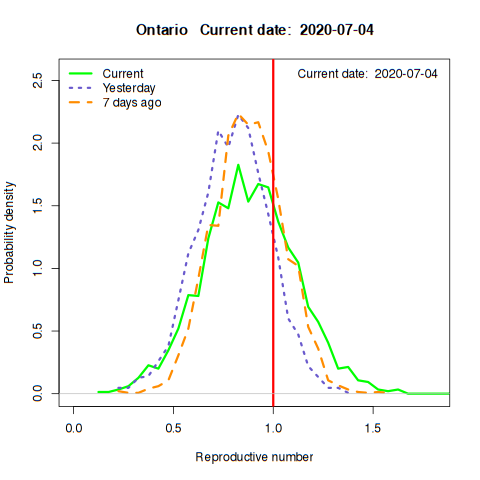 Ontario   Current date:  2020-07-04
Current
Yesterday
7 days ago
Current date:  2020-07-04
Probability density
2.5
2.0
1.5
1.0
0.5
0.0
0.0
0.5
1.0
1.5
Reproductive number